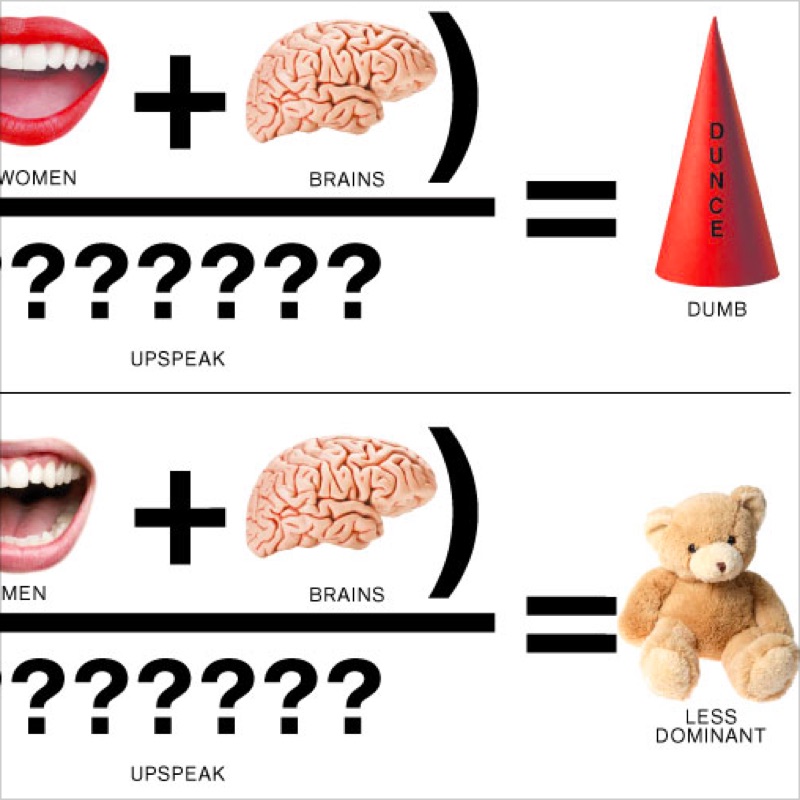 WOMEN + BRAINS )
=
DUNCE
??????
UPSPEAK
DUMB
MEN + BRAINS )
=
??????
UPSPEAK
LESS
DOMINANT